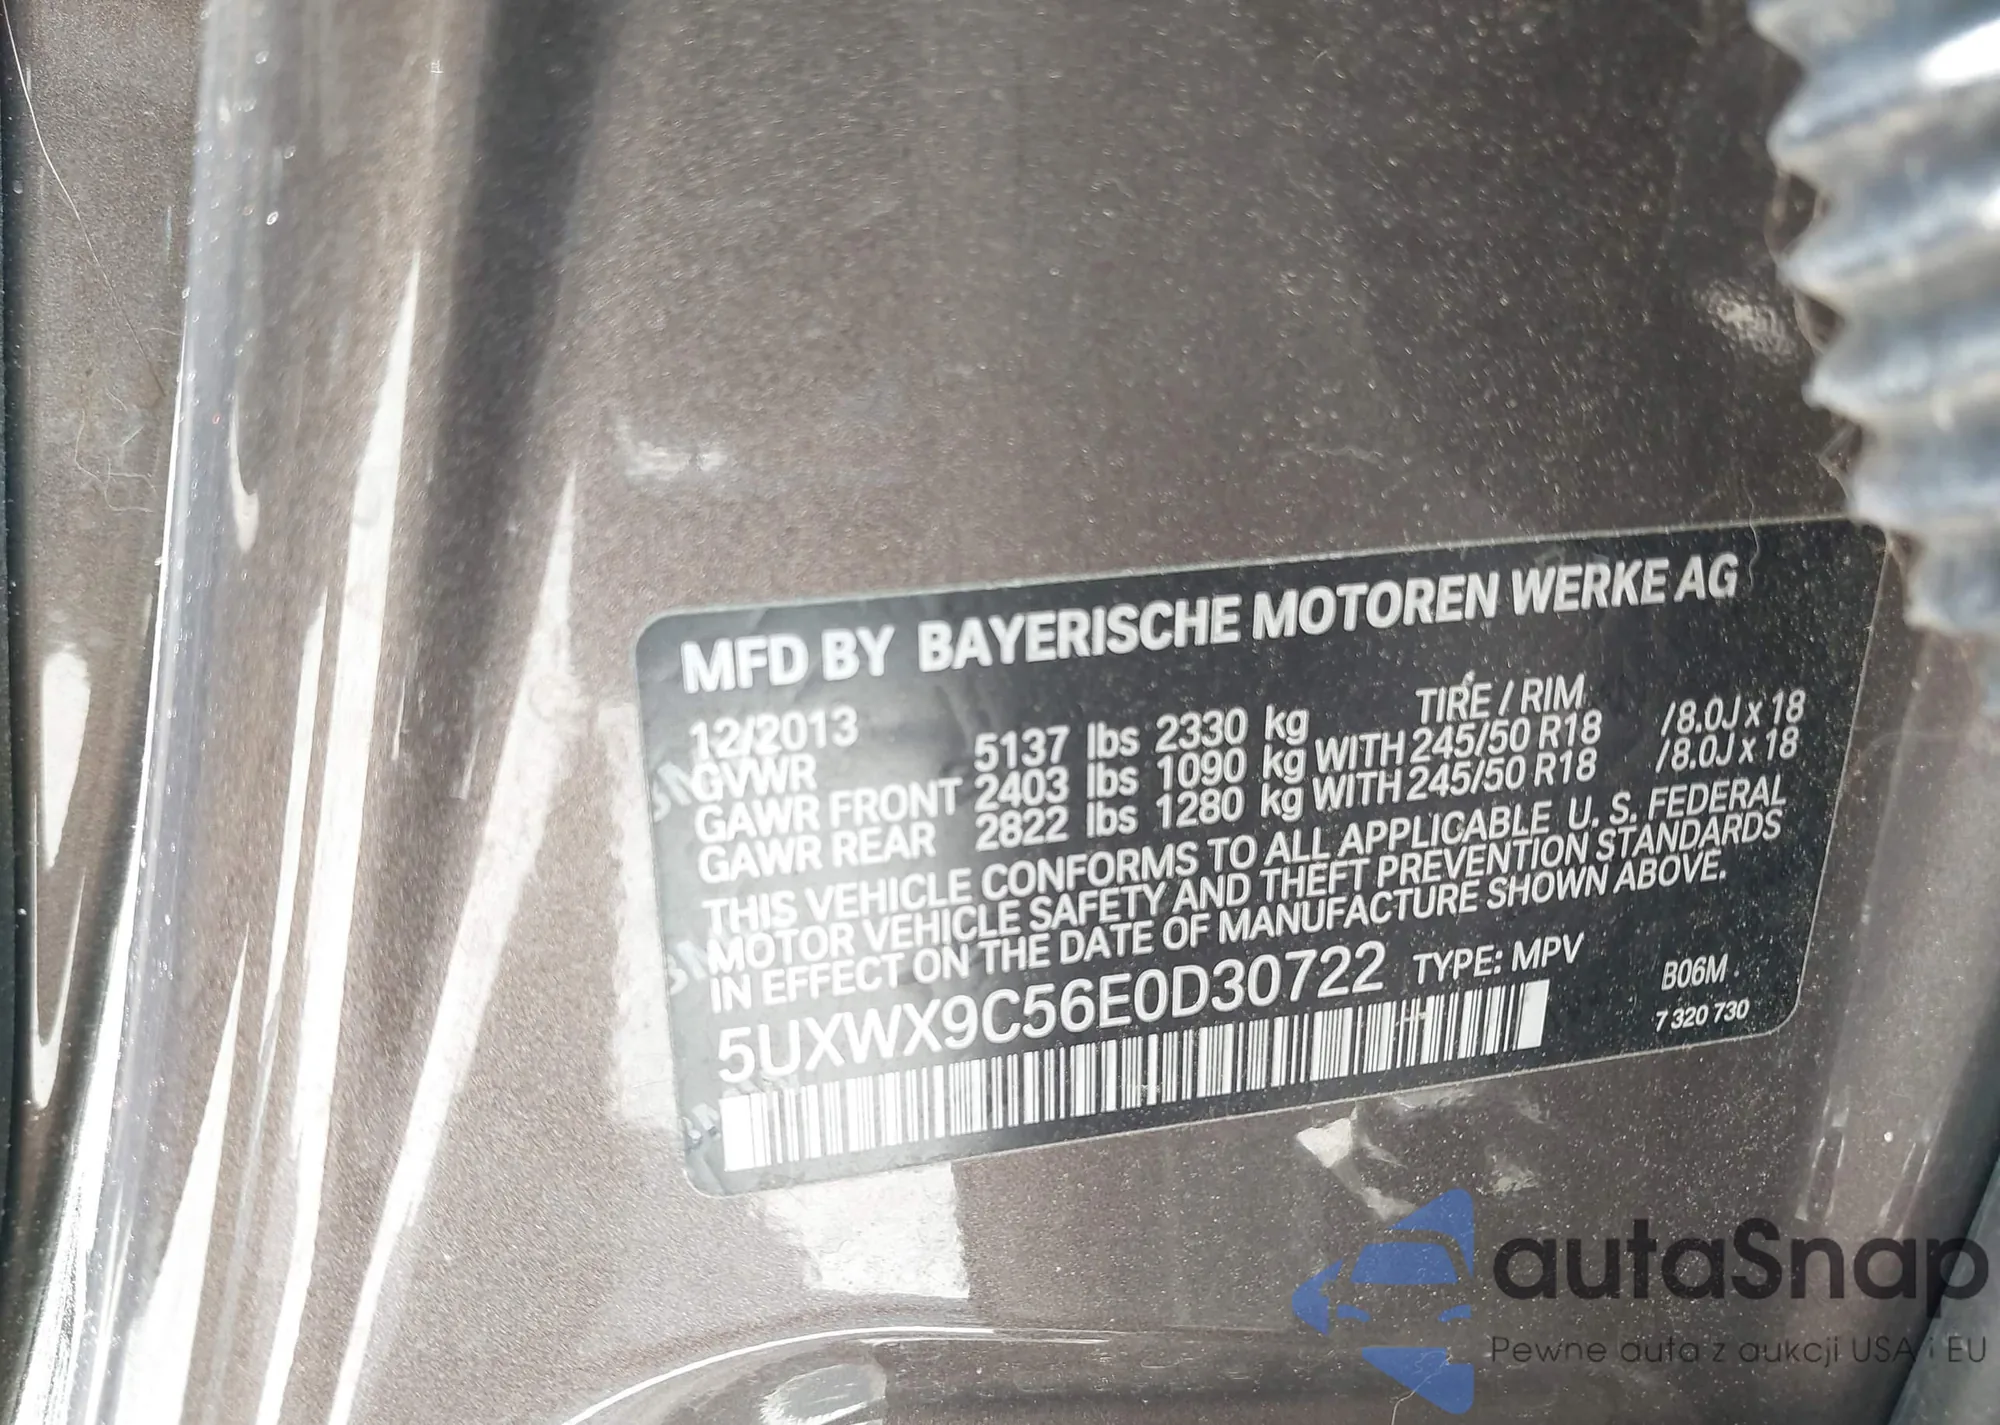 MFD BY BAYERISCHE MOTOREN WERKE AG
12/2013 TIRE / RIM
GVWR 5137 lbs 2330 kg
GAWR FRONT 2403 lbs 1090 kg WITH 245/50 R18 /8.0J x 18
GAWR REAR 2822 lbs 1280 kg WITH 245/50 R18 /8.0J x 18
THIS VEHICLE CONFORMS TO ALL APPLICABLE U. S. FEDERAL
MOTOR VEHICLE SAFETY AND THEFT PREVENTION STANDARDS
IN EFFECT ON THE DATE OF MANUFACTURE SHOWN ABOVE.
5UXWX9C56E0D30722 TYPE: MPV B06M
7 320 730
autaSnap
Pewne auta z aukcji USA i EU